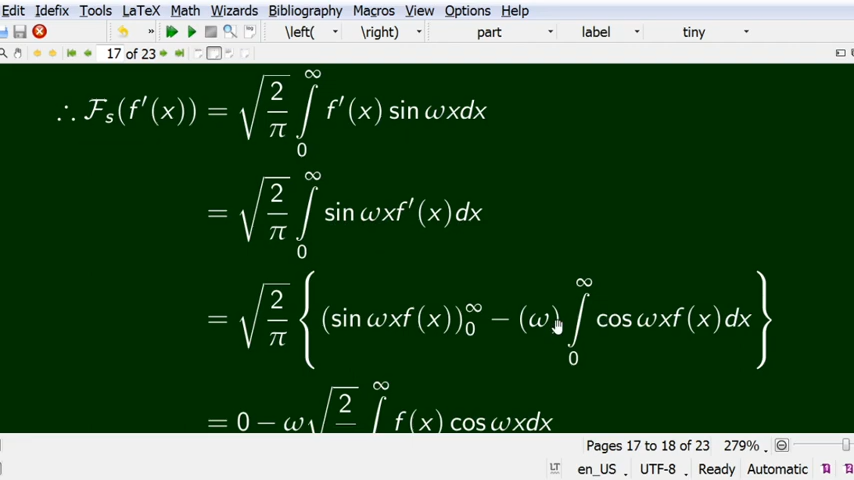 Edit Idefix Tools LaTeX Math Wizards Bibliography Macros View Options Help
» \left( \right) part label tiny
17 of 23
∴ 𝓕ₛ(f′(x)) = √(2/π) ∫₀^∞ f′(x) sin ωxdx
= √(2/π) ∫₀^∞ sin ωxf′(x)dx
= √(2/π) { (sin ωxf(x))₀^∞ − (ω) ∫₀^∞ cos ωxf(x)dx }
= 0 − ω√2 ∫^∞ f(x) cos ωxdx
Pages 17 to 18 of 23 279%
LT en_US UTF-8 Ready Automatic